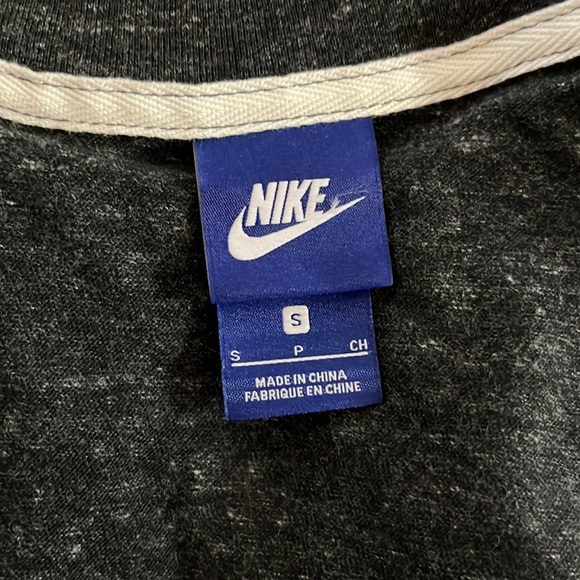 NIKE
S
S P CH
MADE IN CHINA
FABRIQUE EN CHINE